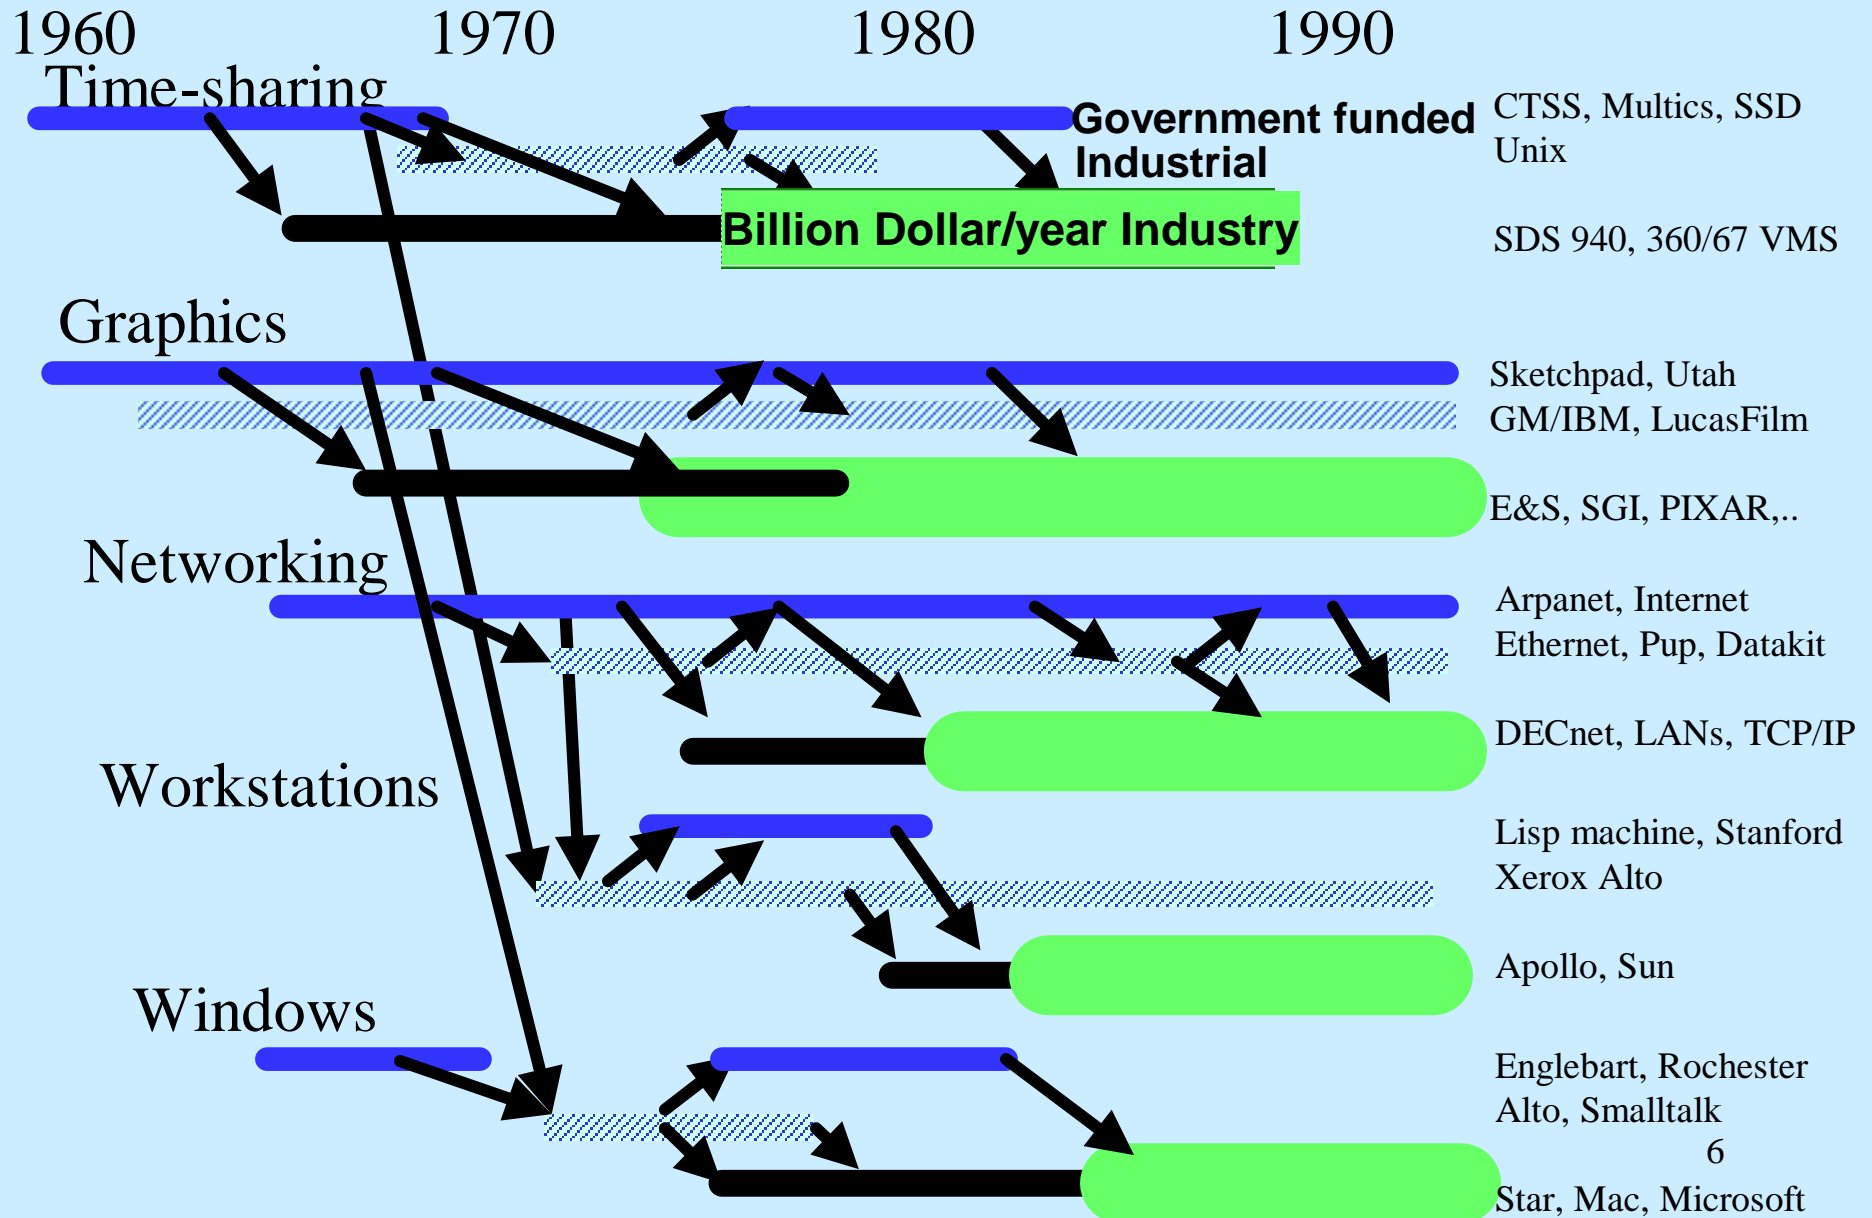 1960 1970 1980 1990
Time-sharing
Government funded
Industrial
CTSS, Multics, SSD
Unix
Billion Dollar/year Industry
SDS 940, 360/67 VMS
Graphics
Sketchpad, Utah
GM/IBM, LucasFilm
E&S, SGI, PIXAR,..
Networking
Arpanet, Internet
Ethernet, Pup, Datakit
DECnet, LANs, TCP/IP
Workstations
Lisp machine, Stanford
Xerox Alto
Apollo, Sun
Windows
Englebart, Rochester
Alto, Smalltalk
6
Star, Mac, Microsoft